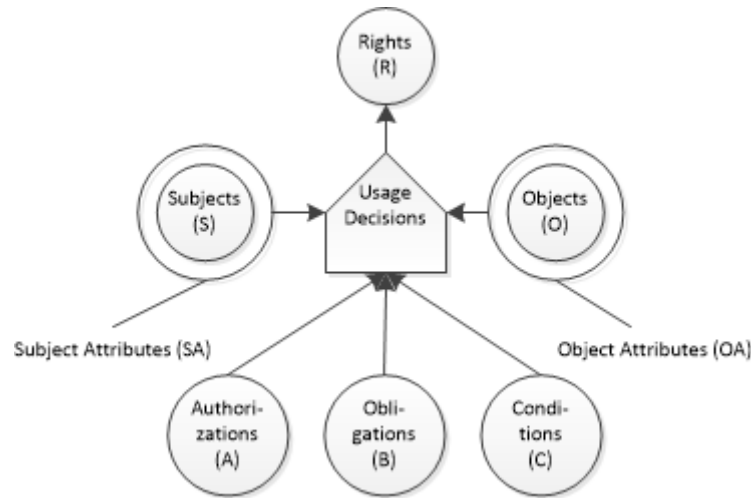 Rights
(R)
Subjects
(S)
Usage
Decisions
Objects
(O)
Subject Attributes (SA)
Object Attributes (OA)
Authori-
zations
(A)
Obli-
gations
(B)
Condi-
tions
(C)